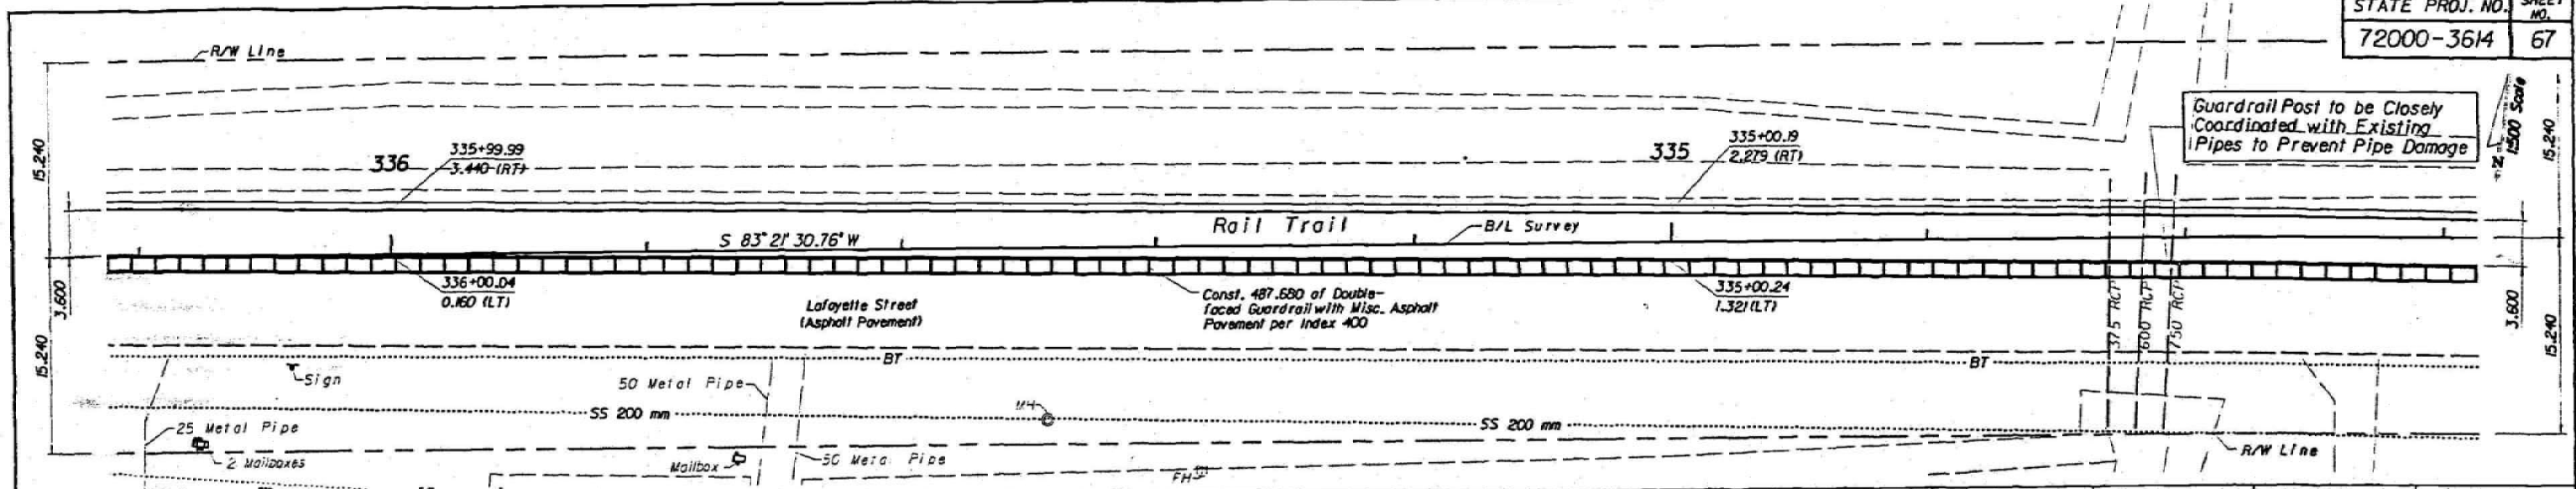 STATE PROJ. NO.
SHEET
NO.
72000-3614
67
R/W Line
Guardrail Post to be Closely
Coordinated with Existing
Pipes to Prevent Pipe Damage
1:500 Scale
N
15.240
15.240
336
335+99.99
3.440 (RT)
335
335+00.19
2.279 (RT)
Rail Trail
B/L Survey
S 83° 21' 30.76" W
336+00.04
0.160 (LT)
Lafayette Street
(Asphalt Pavement)
Const. 487.680 of Double-
faced Guardrail with Misc. Asphalt
Pavement per Index 400
335+00.24
1.321 (LT)
375 RCP
600 RCP
750 RCP
3.600
3.600
15.240
15.240
BT
BT
Sign
50 Metal Pipe
SS 200 mm
MH
SS 200 mm
25 Metal Pipe
2 Mailboxes
Mailbox
50 Metal Pipe
FH
R/W Line